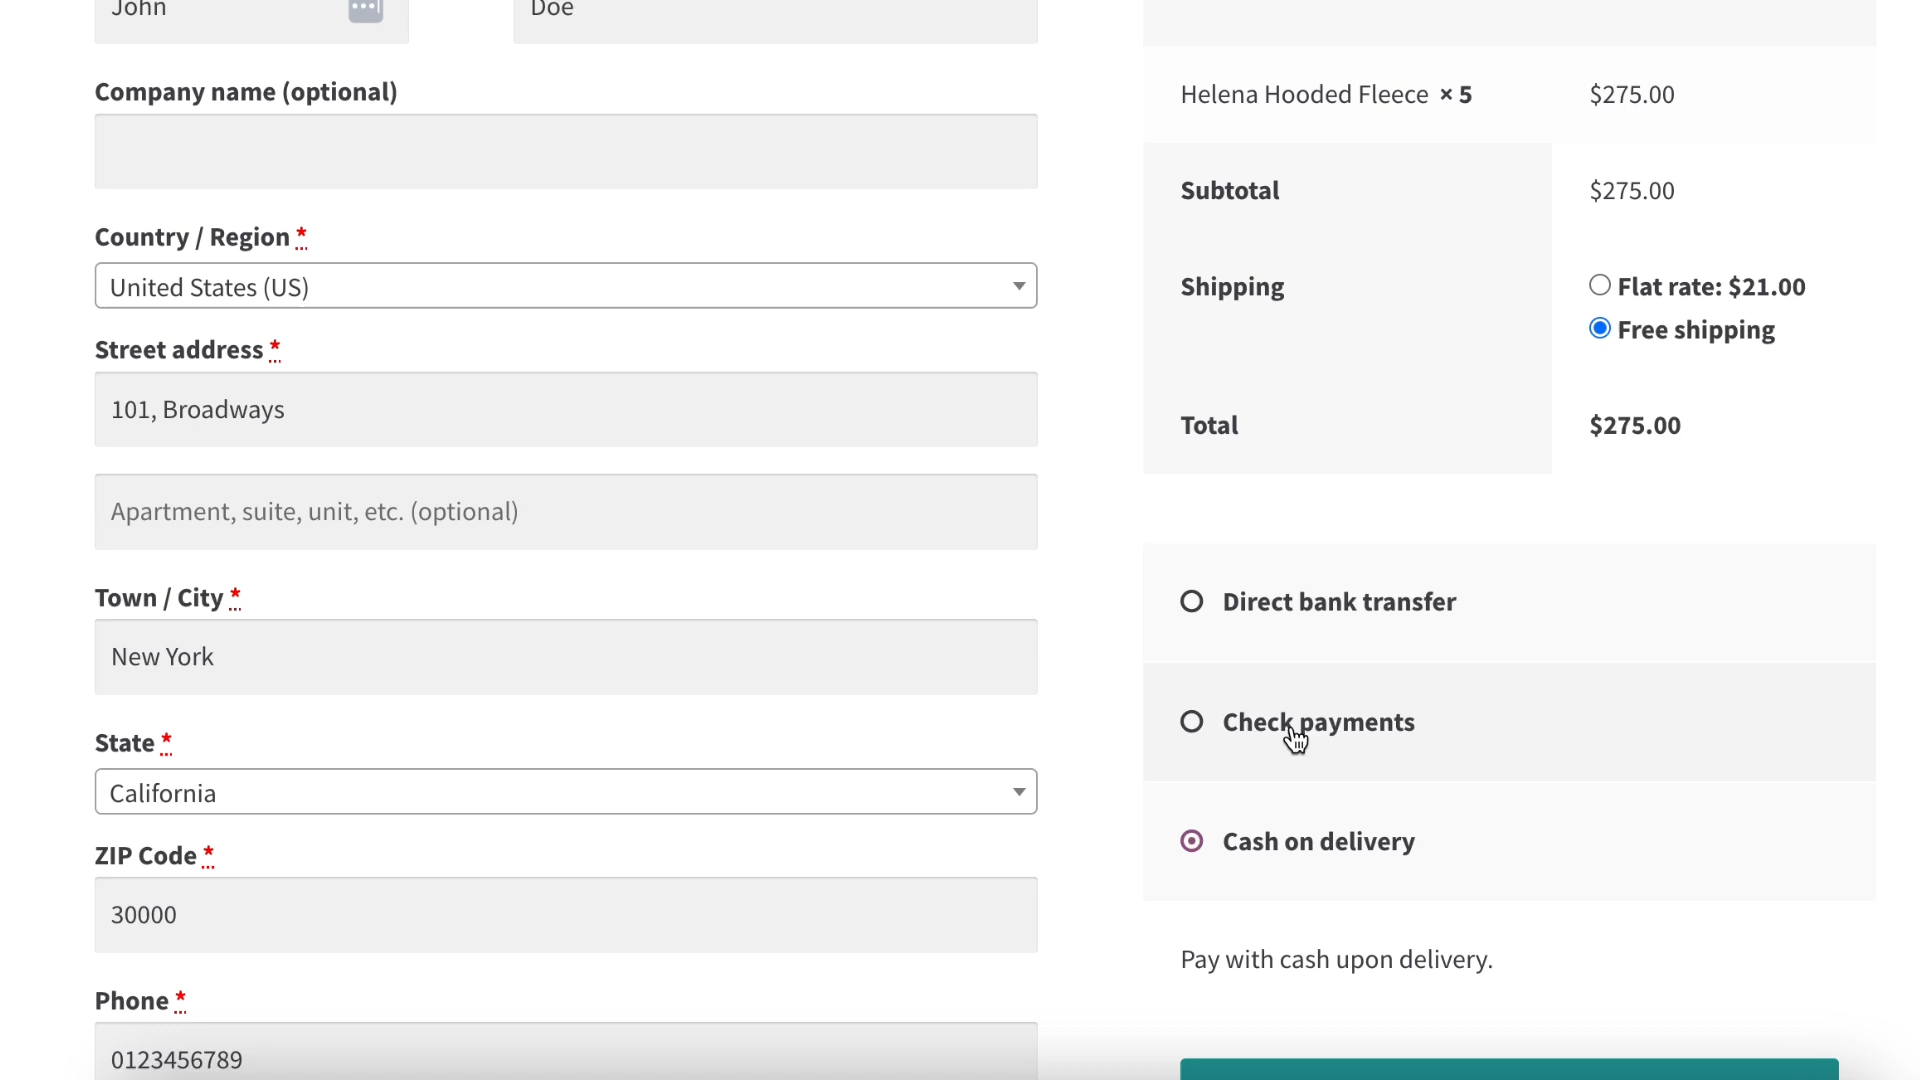 John
Doe
Company name (optional)
Country / Region *
United States (US)
Street address *
101, Broadways
Apartment, suite, unit, etc. (optional)
Town / City *
New York
State *
California
ZIP Code *
30000
Phone *
0123456789
Helena Hooded Fleece × 5 $275.00
Subtotal $275.00
Shipping Flat rate: $21.00
Free shipping
Total $275.00
Direct bank transfer
Check payments
Cash on delivery
Pay with cash upon delivery.